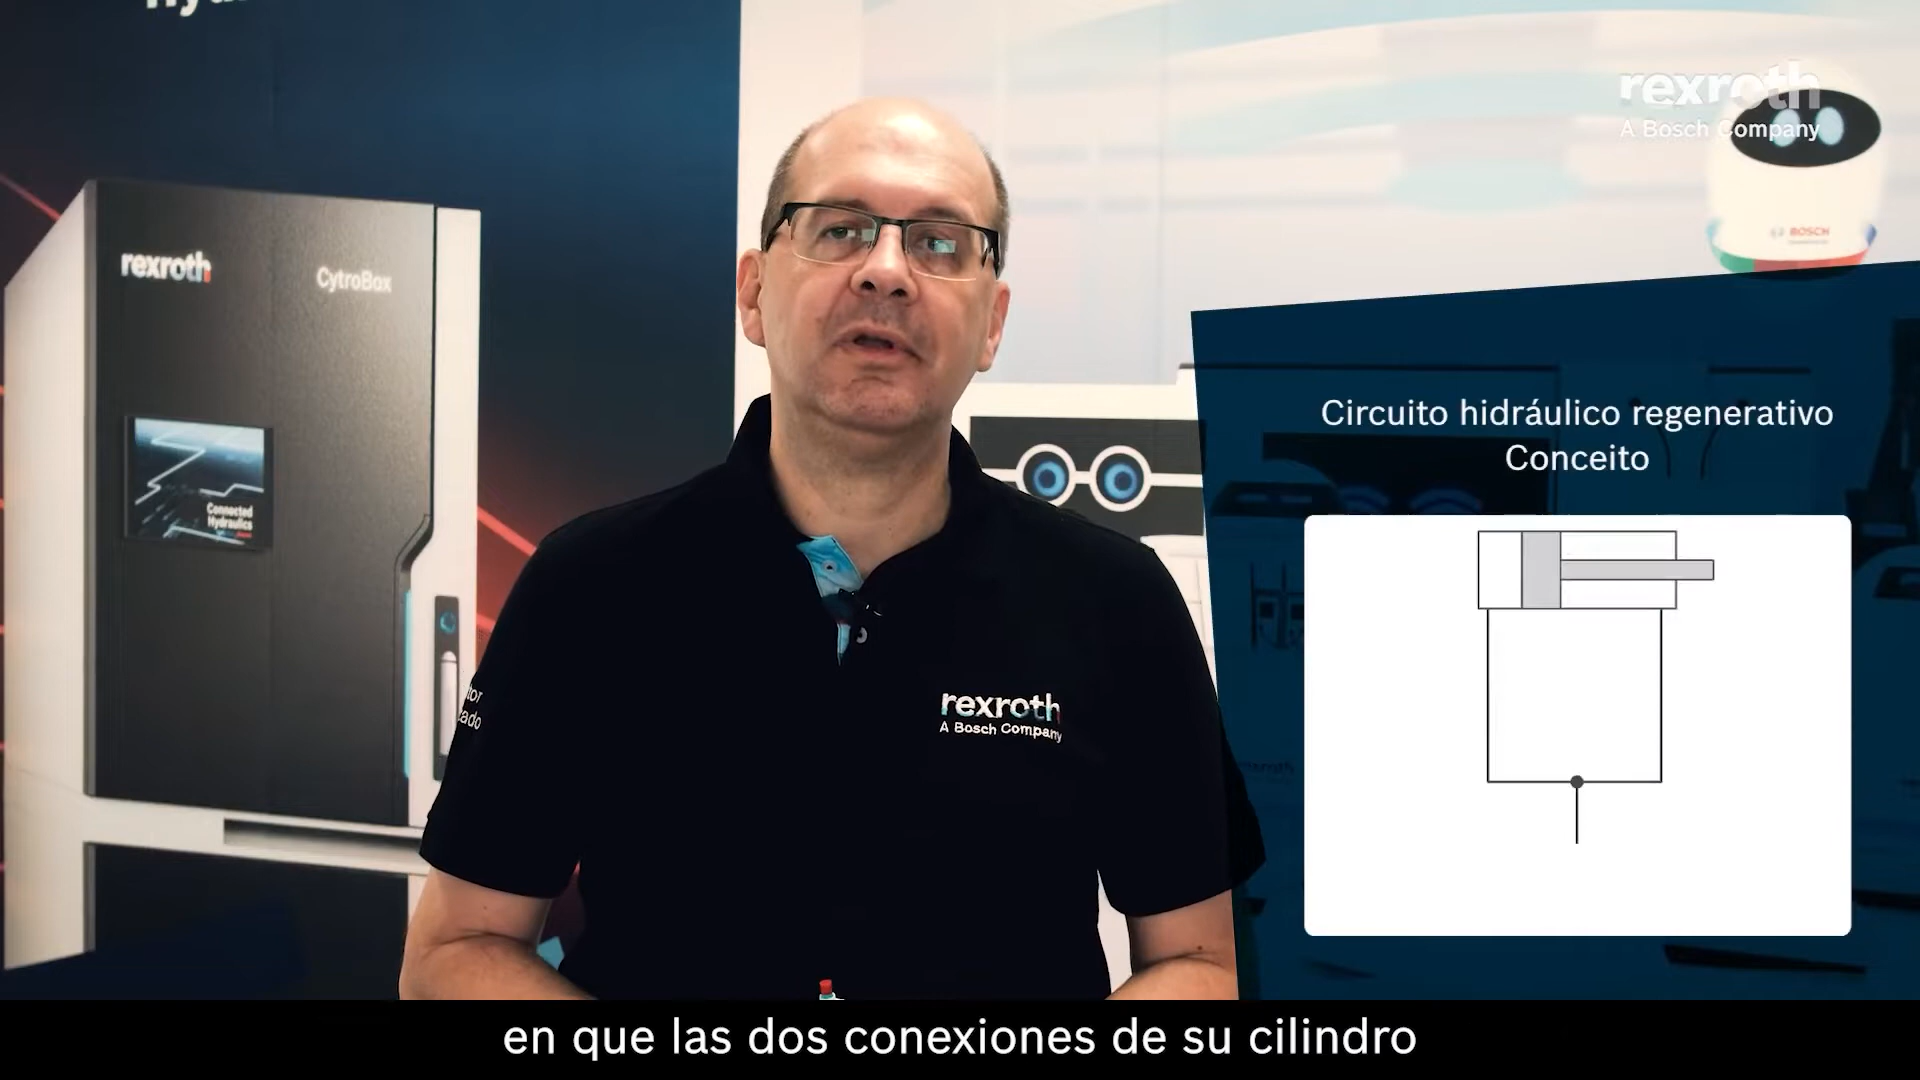 rexroth
A Bosch Company
BOSCH
rexroth
CytroBox
Connected
Hydraulics
Circuito hidráulico regenerativo
Conceito
rexroth
A Bosch Company
en que las dos conexiones de su cilindro